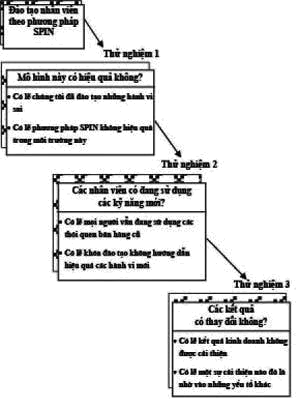 Đào tạo nhân viên
theo phương pháp
SPIN
Thử nghiệm 1
Mô hình này có hiệu quả không?
• Có lẽ chúng tôi đã đào tạo những hành vi
sai
• Có lẽ phương pháp SPIN không hiệu quả
trong môi trường này
Thử nghiệm 2
Các nhân viên có đang sử dụng
các kỹ năng mới?
• Có lẽ mọi người vẫn đang sử dụng các
thói quen bán hàng cũ
• Có lẽ khóa đào tạo không hướng dẫn
hiệu quả các hành vi mới
Thử nghiệm 3
Các kết quả
có thay đổi không?
• Có lẽ kết quả kinh doanh không
được cải thiện
• Có lẽ một sự cải thiện nào đó là
nhờ vào những yếu tố khác